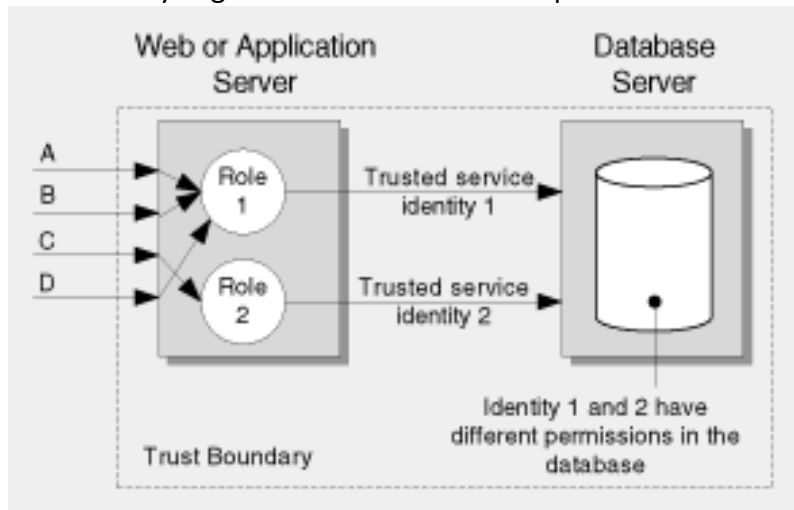 Web or Application
Server
Database
Server
A
B
C
D
Role
1
Role
2
Trusted service
identity 1
Trusted service
identity 2
Identity 1 and 2 have
different permissions in the
database
Trust Boundary